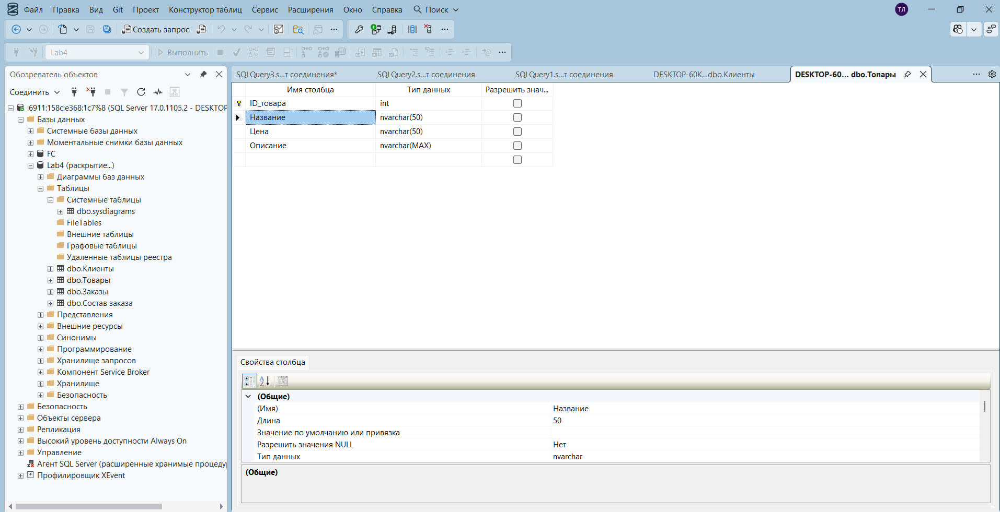 Файл Правка Вид Git Проект Конструктор таблиц Сервис Расширения Окно Справка Поиск ТЛ
Создать запрос
Lab4 Выполнить
Обозреватель объектов
Соединить
:6911:158c:e368:1c7%8 (SQL Server 17.0.1105.2 - DESKTOP
Базы данных
Системные базы данных
Моментальные снимки базы данных
FC
Lab4 (раскрытие...)
Диаграммы баз данных
Таблицы
Системные таблицы
dbo.sysdiagrams
FileTables
Внешние таблицы
Графовые таблицы
Удаленные таблицы реестра
dbo.Клиенты
dbo.Товары
dbo.Заказы
dbo.Состав заказа
Представления
Внешние ресурсы
Синонимы
Программирование
Хранилище запросов
Компонент Service Broker
Хранилище
Безопасность
Безопасность
Объекты сервера
Репликация
Высокий уровень доступности Always On
Управление
Агент SQL Server (расширенные хранимые процедур
Профилировщик XEvent
SQLQuery3.s...т соединения* SQLQuery2.s...т соединения SQLQuery1.s...т соединения DESKTOP-60K...dbo.Клиенты DESKTOP-60... dbo.Товары
Имя столбца Тип данных Разрешить знач...
ID_товара int
Название nvarchar(50)
Цена nvarchar(50)
Описание nvarchar(MAX)
Свойства столбца
(Общие)
(Имя) Название
Длина 50
Значение по умолчанию или привязка
Разрешить значения NULL Нет
Тип данных nvarchar
(Общие)